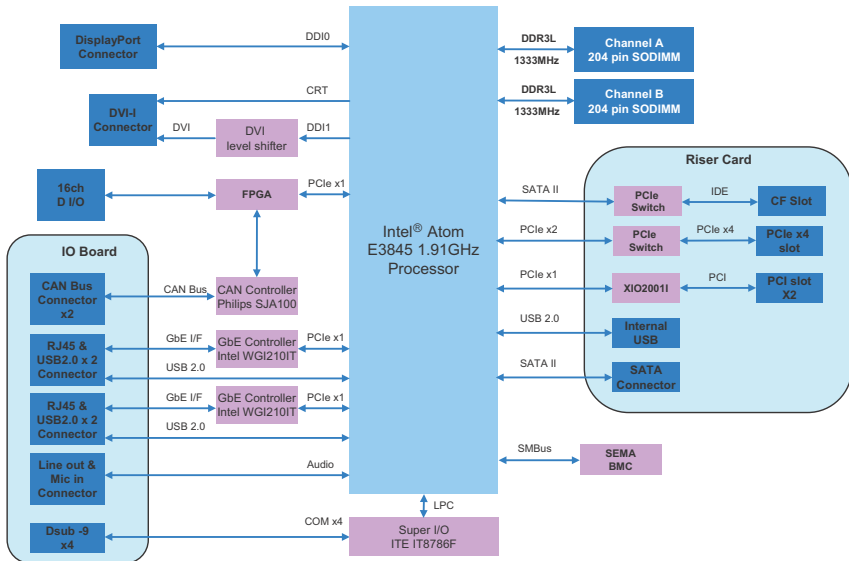 DisplayPort
Connector
DDI0
CRT
DVI-I
Connector
DVI
DVI
level shifter
DDI1
16ch
D I/O
FPGA
PCIe x1
IO Board
CAN Bus
Connector
x2
CAN Bus
CAN Controller
Philips SJA100
RJ45 &
USB2.0 x 2
Connector
GbE I/F
GbE Controller
Intel WGI210IT
PCIe x1
USB 2.0
RJ45 &
USB2.0 x 2
Connector
GbE I/F
GbE Controller
Intel WGI210IT
PCIe x1
USB 2.0
Line out &
Mic in
Connector
Audio
Dsub -9
x4
COM x4
Intel® Atom
E3845 1.91GHz
Processor
LPC
Super I/O
ITE IT8786F
DDR3L
1333MHz
Channel A
204 pin SODIMM
DDR3L
1333MHz
Channel B
204 pin SODIMM
Riser Card
SATA II
PCIe
Switch
IDE
CF Slot
PCIe x2
PCIe
Switch
PCIe x4
PCIe x4
slot
PCIe x1
XIO2001I
PCI
PCI slot
X2
USB 2.0
Internal
USB
SATA II
SATA
Connector
SMBus
SEMA
BMC